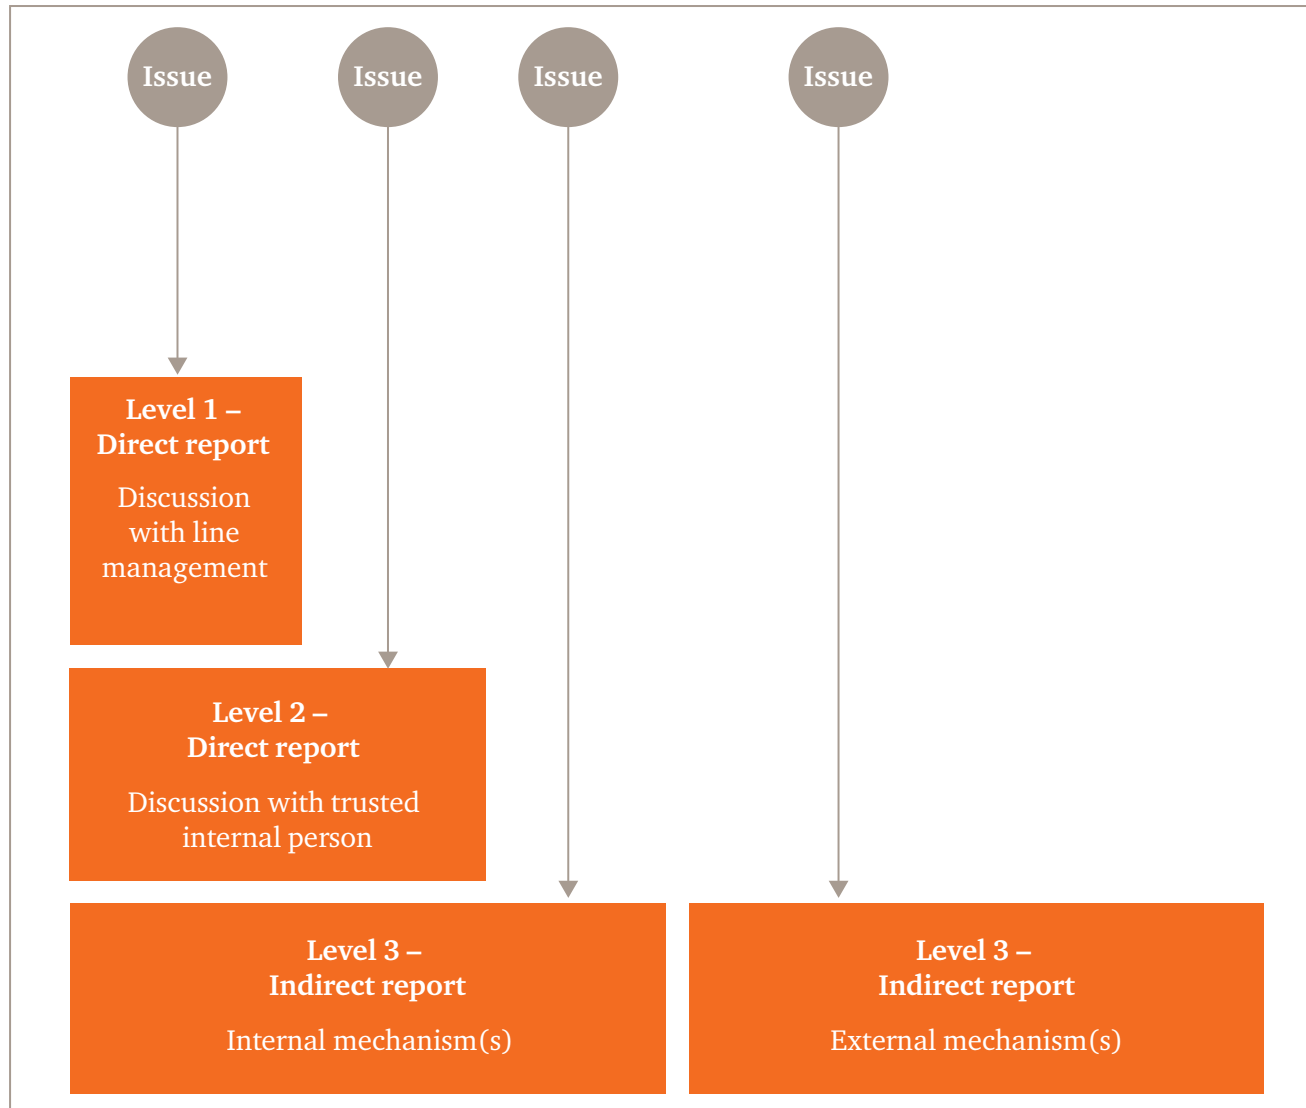 Issue
Issue
Issue
Issue
Level 1 –
Direct report
Discussion
with line
management
Level 2 –
Direct report
Discussion with trusted
internal person
Level 3 –
Indirect report
Internal mechanism(s)
Level 3 –
Indirect report
External mechanism(s)